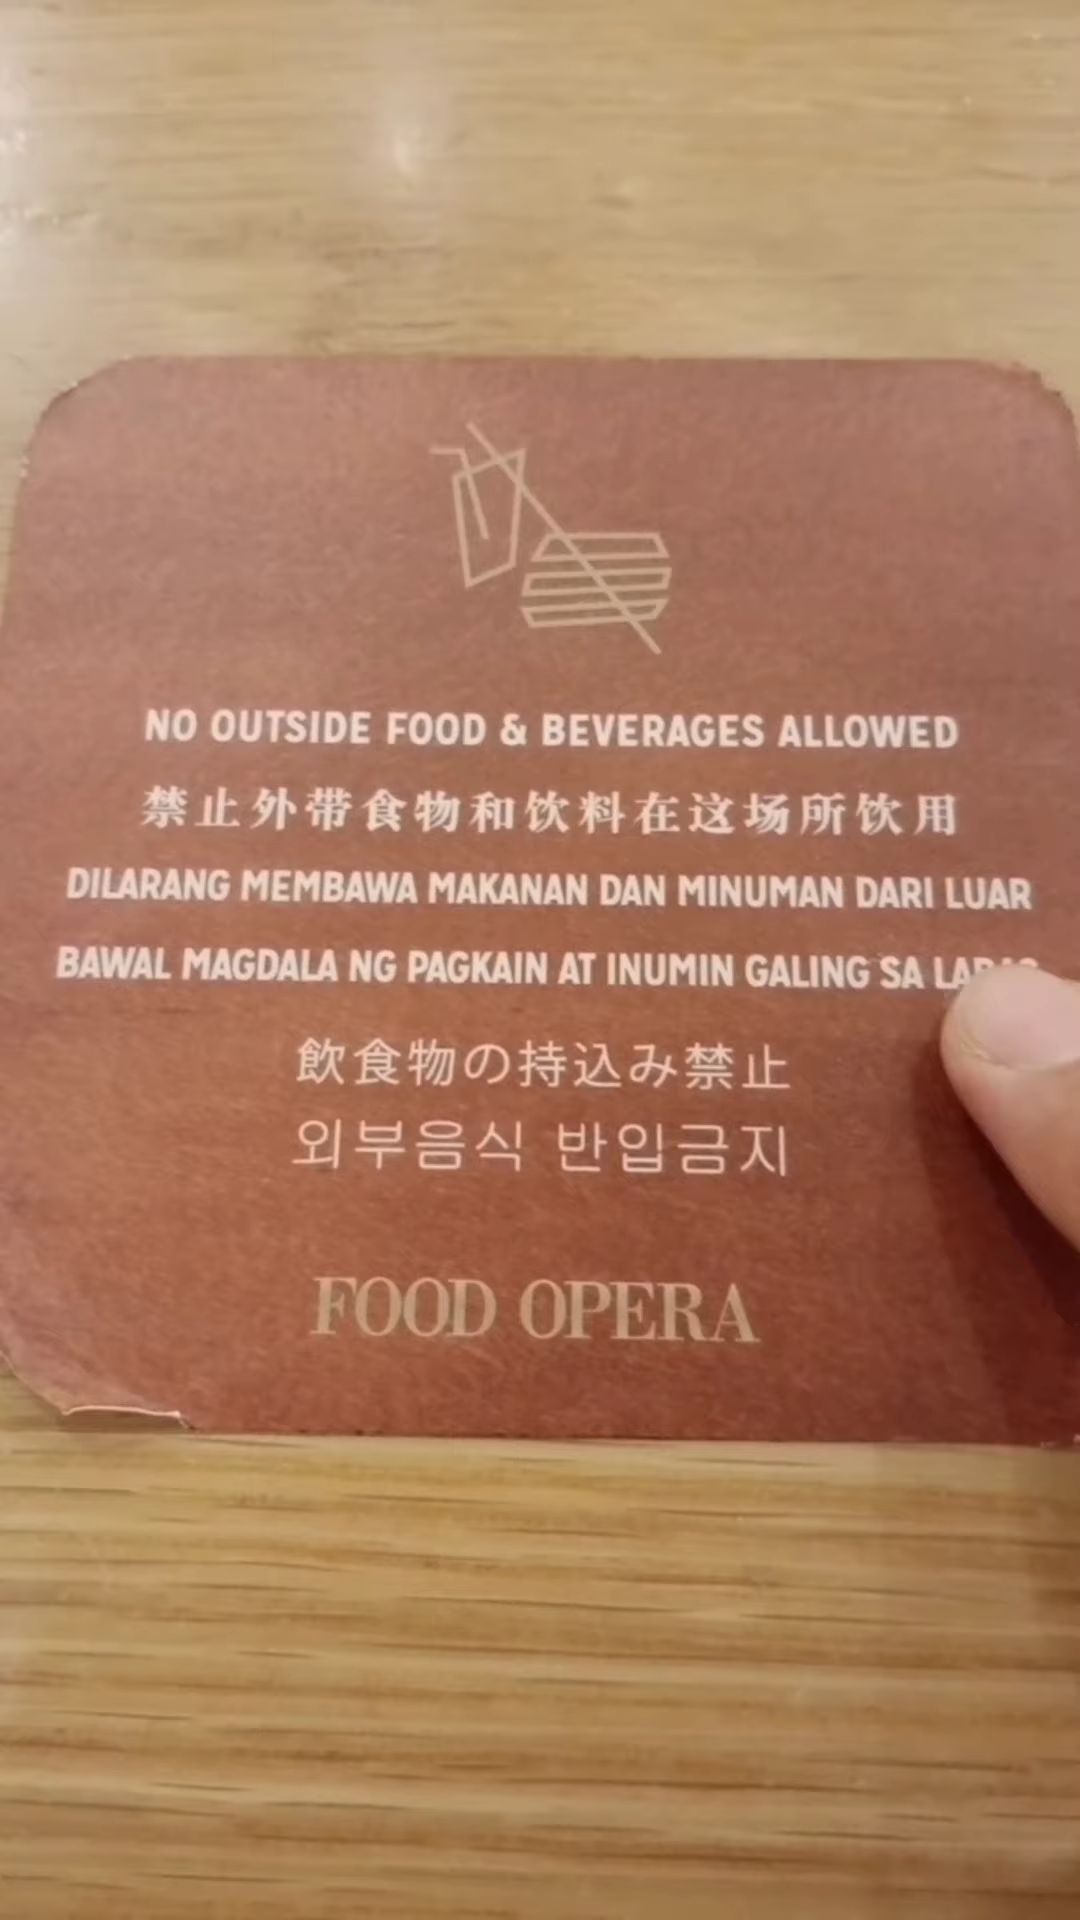 NO OUTSIDE FOOD & BEVERAGES ALLOWED
禁止外带食物和饮料在这场所饮用
DILARANG MEMBAWA MAKANAN DAN MINUMAN DARI LUAR
BAWAL MAGDALA NG PAGKAIN AT INUMIN GALING SA
飲食物の持込み禁止
외부음식 반입금지
FOOD OPERA